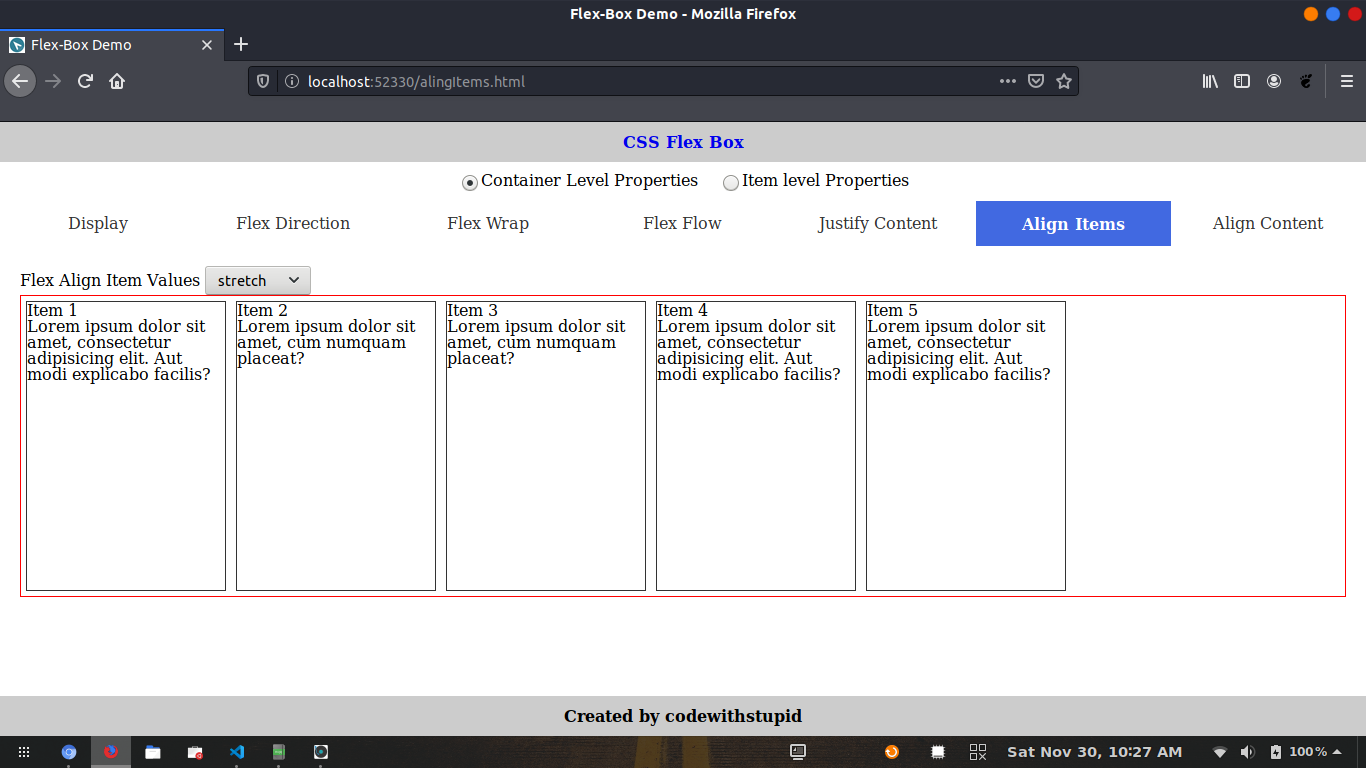 Flex-Box Demo - Mozilla Firefox
Flex-Box Demo
localhost:52330/alingItems.html
CSS Flex Box
Container Level Properties Item level Properties
Display Flex Direction Flex Wrap Flex Flow Justify Content Align Items Align Content
Flex Align Item Values stretch
Item 1
Lorem ipsum dolor sit
amet, consectetur
adipisicing elit. Aut
modi explicabo facilis?
Item 2
Lorem ipsum dolor sit
amet, cum numquam
placeat?
Item 3
Lorem ipsum dolor sit
amet, cum numquam
placeat?
Item 4
Lorem ipsum dolor sit
amet, consectetur
adipisicing elit. Aut
modi explicabo facilis?
Item 5
Lorem ipsum dolor sit
amet, consectetur
adipisicing elit. Aut
modi explicabo facilis?
Created by codewithstupid
Sat Nov 30, 10:27 AM 100 %